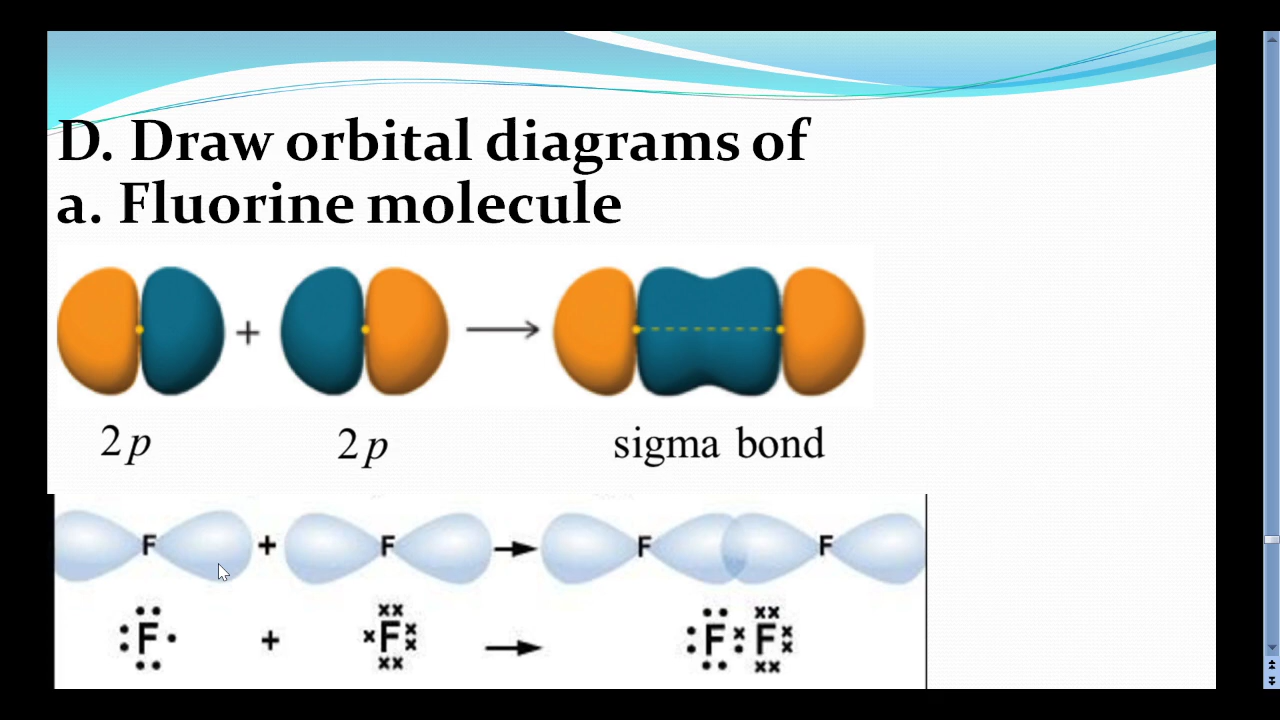 D. Draw orbital diagrams of
a. Fluorine molecule
+
2p 2p sigma bond
F + F F F
F + F F F